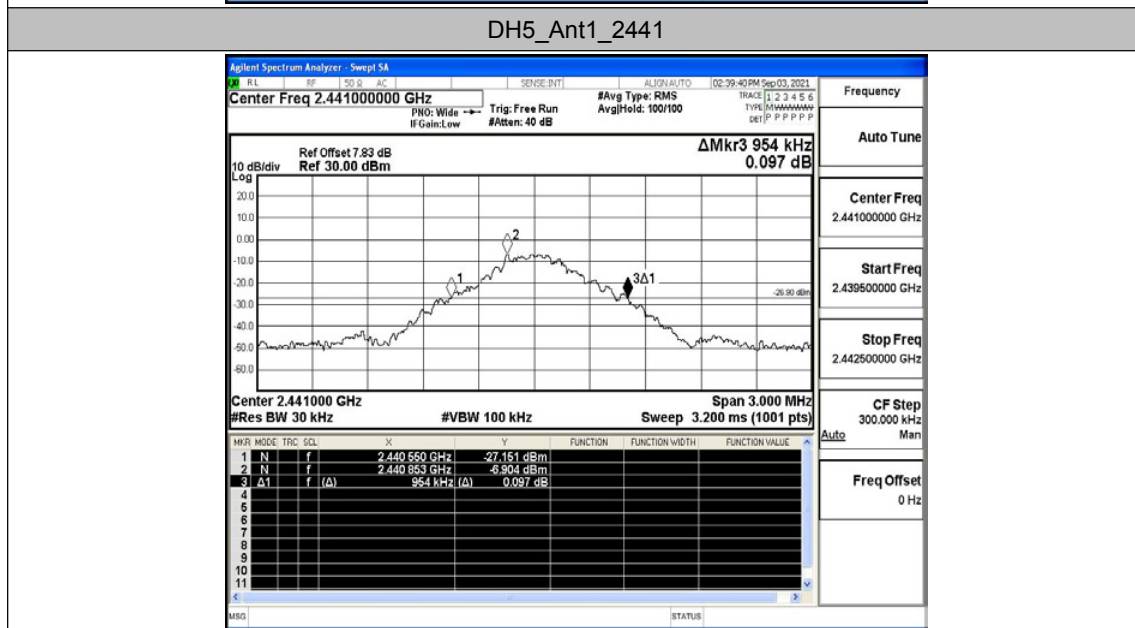 DH5_Ant1_2441
Agilent Spectrum Analyzer - Swept SA
RL RF 50 Ω AC SENSE:INT ALIGN AUTO 02:39:40 PM Sep 03, 2021
Center Freq 2.441000000 GHz
PNO: Wide
IFGain:Low
Trig: Free Run
#Atten: 40 dB
#Avg Type: RMS
Avg|Hold: 100/100
TRACE 1 2 3 4 5 6
TYPE
DET P P P P P P
Frequency
Auto Tune
Center Freq
2.441000000 GHz
Start Freq
2.439500000 GHz
Stop Freq
2.442500000 GHz
CF Step
300.000 kHz
Auto Man
Freq Offset
0 Hz
ΔMkr3 954 kHz
0.097 dB
Ref Offset 7.83 dB
10 dB/div Ref 30.00 dBm
Log
20.0
10.0
0.00
-10.0
-20.0
-30.0
-40.0
-50.0
-60.0
2
1
3Δ1
-26.90 dBm
Center 2.441000 GHz Span 3.000 MHz
#Res BW 30 kHz #VBW 100 kHz Sweep 3.200 ms (1001 pts)
MKR MODE TRC SCL X Y FUNCTION FUNCTION WIDTH FUNCTION VALUE
1 N f 2.440 550 GHz -27.151 dBm
2 N f 2.440 853 GHz -6.904 dBm
3 Δ1 f (Δ) 954 kHz (Δ) 0.097 dB
4
5
6
7
8
9
10
11
MSG STATUS